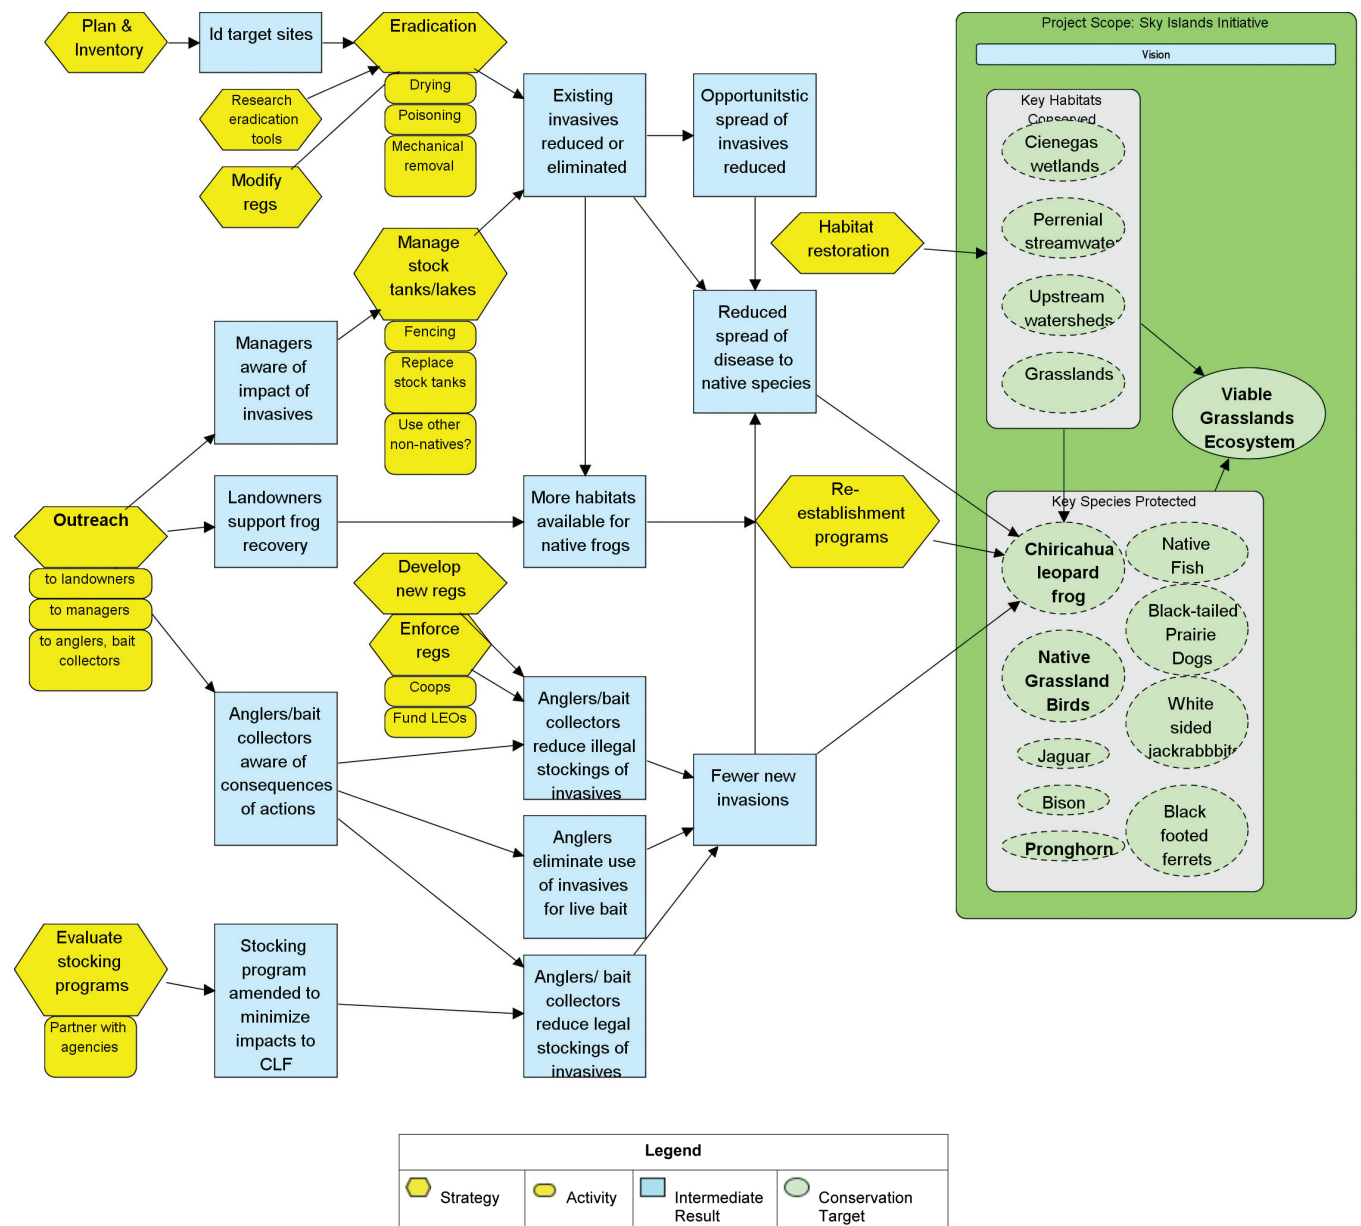 Plan &
Inventory
Id target sites
Eradication
Drying
Poisoning
Mechanical
removal
Research
eradication
tools
Modify
regs
Existing
invasives
reduced or
eliminated
Opportunitstic
spread of
invasives
reduced
Manage
stock
tanks/lakes
Fencing
Replace
stock tanks
Use other
non-natives?
Habitat
restoration
Managers
aware of
impact of
invasives
Reduced
spread of
disease to
native species
Outreach
to landowners
to managers
to anglers, bait
collectors
Landowners
support frog
recovery
More habitats
available for
native frogs
Re-
establishment
programs
Develop
new regs
Enforce
regs
Coops
Fund LEOs
Anglers/bait
collectors
aware of
consequences
of actions
Anglers/bait
collectors
reduce illegal
stockings of
invasives
Fewer new
invasions
Anglers
eliminate use
of invasives
for live bait
Evaluate
stocking
programs
Partner with
agencies
Stocking
program
amended to
minimize
impacts to
CLF
Anglers/ bait
collectors
reduce legal
stockings of
invasives
Project Scope: Sky Islands Initiative
Vision
Key Habitats
Conserved
Cienegas
wetlands
Perrenial
streamwater
Upstream
watersheds
Grasslands
Viable
Grasslands
Ecosystem
Key Species Protected
Chiricahua
leopard
frog
Native
Fish
Black-tailed
Prairie
Dogs
Native
Grassland
Birds
White
sided
jackrabbbits
Jaguar
Bison
Pronghorn
Black
footed
ferrets
Legend
Strategy
Activity
Intermediate
Result
Conservation
Target